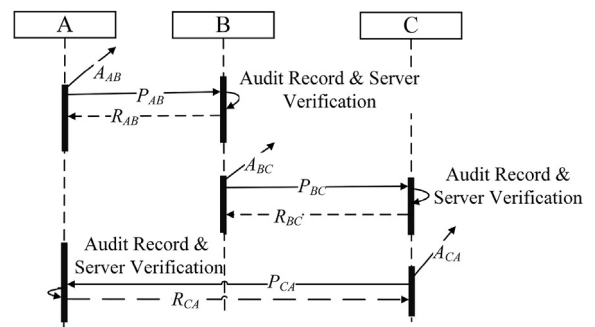 A
B
C
A_AB
P_AB
R_AB
Audit Record & Server
Verification
A_BC
P_BC
R_BC
Audit Record &
Server Verification
Audit Record &
Server Verification
A_CA
P_CA
R_CA